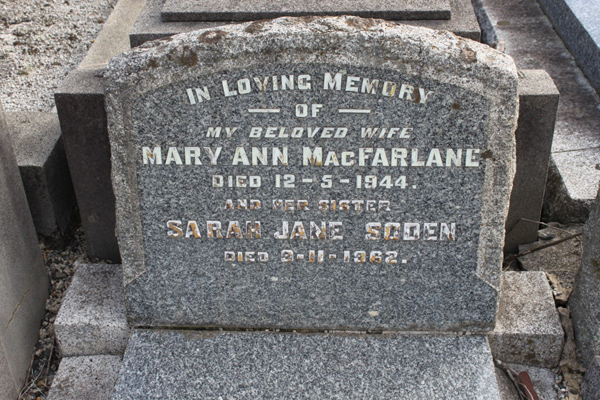 IN LOVING MEMORY
OF
MY BELOVED WIFE
MARY ANN MACFARLANE
DIED 12-5-1944.
AND HER SISTER
SARAH JANE SODEN
DIED 9-11-1962.